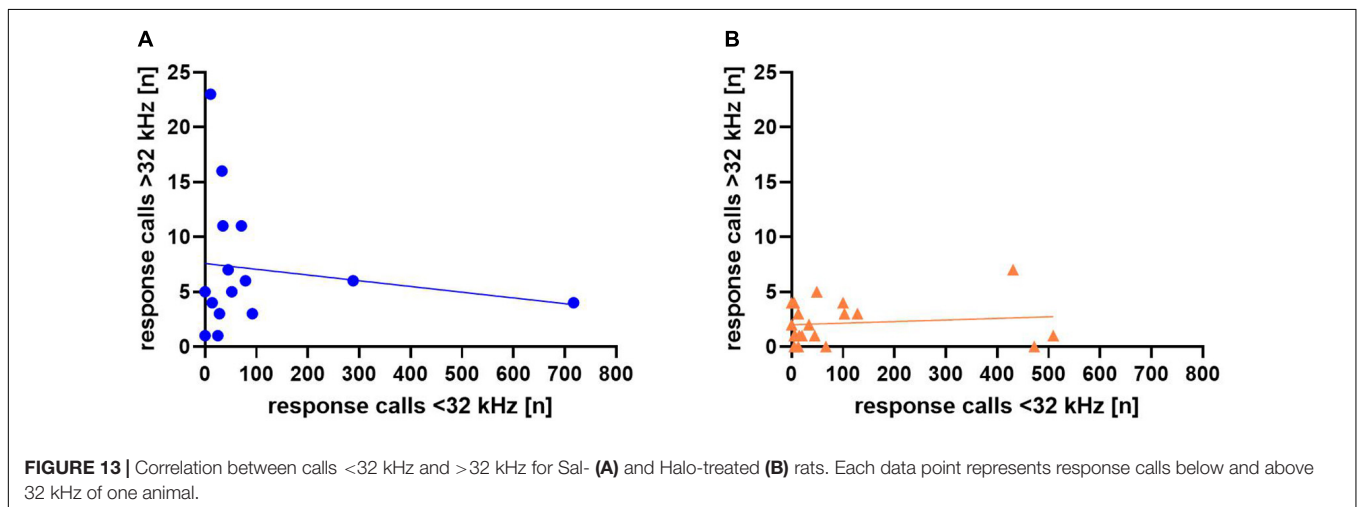 A
B
25
20
15
10
5
0
response calls >32 kHz [n]
0 100 200 300 400 500 600 700 800
response calls <32 kHz [n]
25
20
15
10
5
0
response calls >32 kHz [n]
0 100 200 300 400 500 600 700 800
response calls <32 kHz [n]
FIGURE 13 | Correlation between calls <32 kHz and >32 kHz for Sal- (A) and Halo-treated (B) rats. Each data point represents response calls below and above
32 kHz of one animal.